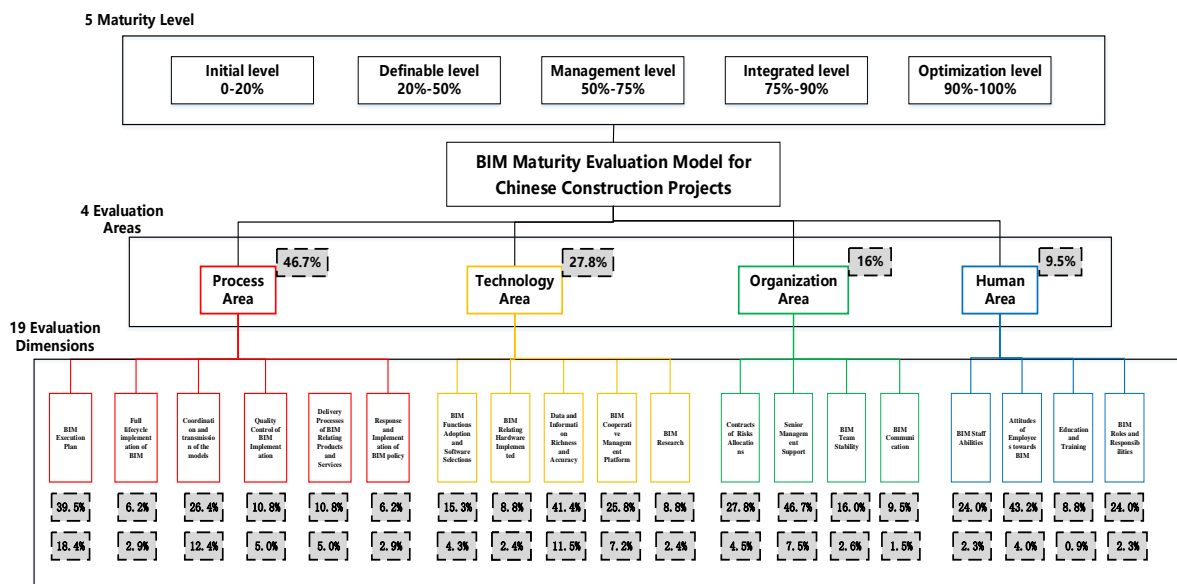 5 Maturity Level
Initial level
0-20%
Definable level
20%-50%
Management level
50%-75%
Integrated level
75%-90%
Optimization level
90%-100%
BIM Maturity Evaluation Model for
Chinese Construction Projects
4 Evaluation
Areas
46.7%
Process
Area
27.8%
Technology
Area
16%
Organization
Area
9.5%
Human
Area
19 Evaluation
Dimensions
BIM
Execution
Plan
Full
lifecycle
implementat
ion of BIM
Coordinati
on and
transmissio
n of the
models
Quality
Control of
BIM
Implement
ation
Delivery
Processes of
BIM Relating
Products and
Services
Response
and
Implementat
ion of
BIM policy
BIM
Functions
Adoption
and
Software
Selections
BIM
Relating
Hardware
Implement
ed
Data and
Informati
on
Richness
and
Accuracy
BIM
Cooperati
ve
Managem
ent
Platform
BIM
Research
Contracts
of Risks
Allocatio
ns
Senior
Managem
ent
Support
BIM
Team
Stability
BIM
Communi
cation
BIM Staff
Abilities
Attitudes
of
Employee
s towards
BIM
Education
and
Training
BIM
Roles and
Responsib
ilities
39.5%
6.2%
26.4%
10.8%
10.8%
6.2%
15.3%
8.8%
41.4%
25.8%
8.8%
27.8%
46.7%
16.0%
9.5%
24.0%
43.2%
8.8%
24.0%
18.4%
2.9%
12.4%
5.0%
5.0%
2.9%
4.3%
2.4%
11.5%
7.2%
2.4%
4.5%
7.5%
2.6%
1.5%
2.3%
4.0%
0.9%
2.3%